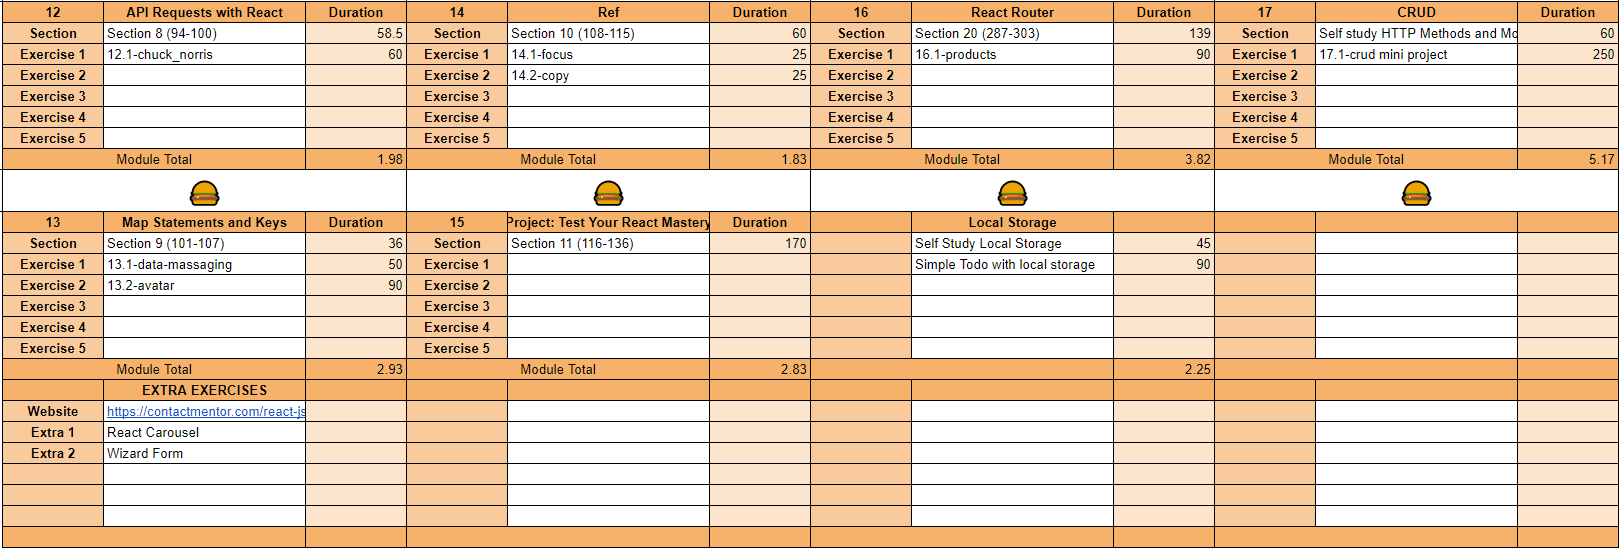 12 API Requests with React Duration 14 Ref Duration 16 React Router Duration 17 CRUD Duration
Section Section 8 (94-100) 58.5 Section Section 10 (108-115) 60 Section Section 20 (287-303) 139 Section Self study HTTP Methods and Mo 60
Exercise 1 12.1-chuck_norris 60 Exercise 1 14.1-focus 25 Exercise 1 16.1-products 90 Exercise 1 17.1-crud mini project 250
Exercise 2 Exercise 2 14.2-copy 25 Exercise 2 Exercise 2
Exercise 3 Exercise 3 Exercise 3 Exercise 3
Exercise 4 Exercise 4 Exercise 4 Exercise 4
Exercise 5 Exercise 5 Exercise 5 Exercise 5
Module Total 1.98 Module Total 1.83 Module Total 3.82 Module Total 5.17
13 Map Statements and Keys Duration 15 Project: Test Your React Mastery Duration Local Storage
Section Section 9 (101-107) 36 Section Section 11 (116-136) 170 Self Study Local Storage 45
Exercise 1 13.1-data-massaging 50 Exercise 1 Simple Todo with local storage 90
Exercise 2 13.2-avatar 90 Exercise 2
Exercise 3 Exercise 3
Exercise 4 Exercise 4
Exercise 5 Exercise 5
Module Total 2.93 Module Total 2.83 2.25
EXTRA EXERCISES
Website https://contactmentor.com/react-js
Extra 1 React Carousel
Extra 2 Wizard Form